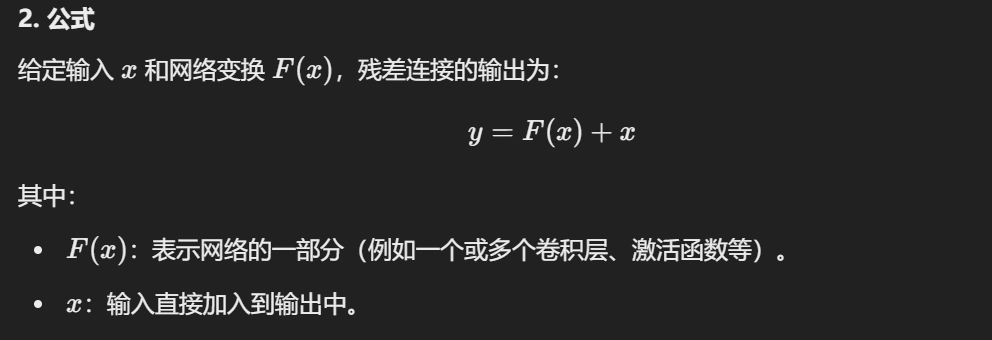 2. 公式
给定输入 x 和网络变换 F(x)，残差连接的输出为：
y = F(x) + x
其中：
• F(x)：表示网络的一部分（例如一个或多个卷积层、激活函数等）。
• x：输入直接加入到输出中。